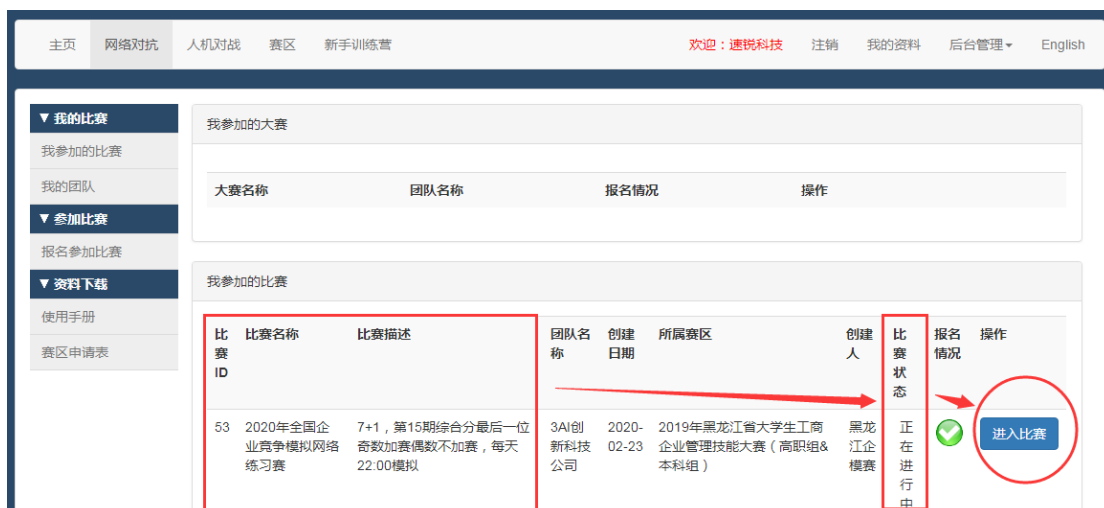 主页 网络对抗 人机对战 赛区 新手训练营 欢迎：速锐科技 注销 我的资料 后台管理 English
▼ 我的比赛
我参加的比赛
我的团队
▼ 参加比赛
报名参加比赛
▼ 资料下载
使用手册
赛区申请表
我参加的大赛
大赛名称 团队名称 报名情况 操作
我参加的比赛
比赛ID 比赛名称 比赛描述 团队名称 创建日期 所属赛区 创建人 比赛状态 报名情况 操作
53 2020年全国企业竞争模拟网络练习赛 7+1，第15期综合分最后一位奇数加赛偶数不加赛，每天22:00模拟 3AI创新科技公司 2020-02-23 2019年黑龙江省大学生工商企业管理技能大赛（高职组&本科组） 黑龙江企模赛 正在进行中 进入比赛